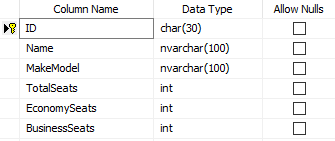 Column Name Data Type Allow Nulls
ID char(30)
Name nvarchar(100)
MakeModel nvarchar(100)
TotalSeats int
EconomySeats int
BusinessSeats int